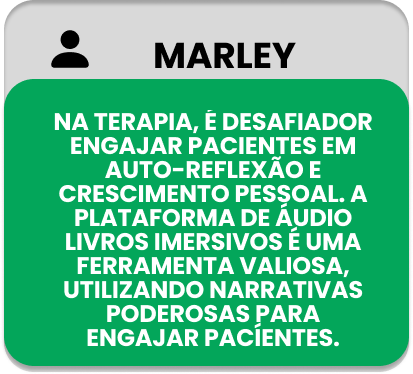 MARLEY
NA TERAPIA, É DESAFIADOR
ENGAJAR PACIENTES EM
AUTO-REFLEXÃO E
CRESCIMENTO PESSOAL. A
PLATAFORMA DE ÁUDIO
LIVROS IMERSIVOS É UMA
FERRAMENTA VALIOSA,
UTILIZANDO NARRATIVAS
PODEROSAS PARA
ENGAJAR PACÍENTES.